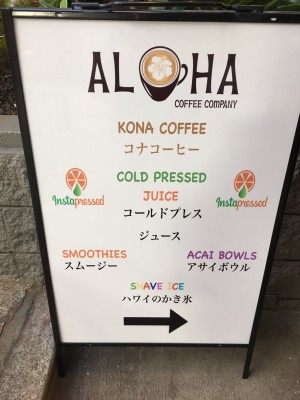 ALOHA
COFFEE COMPANY
KONA COFFEE
コナコーヒー
COLD PRESSED
JUICE
Instapressed
Instapressed
コールドプレス
ジュース
SMOOTHIES
スムージー
ACAI BOWLS
アサイボウル
SHAVE ICE
ハワイのかき氷